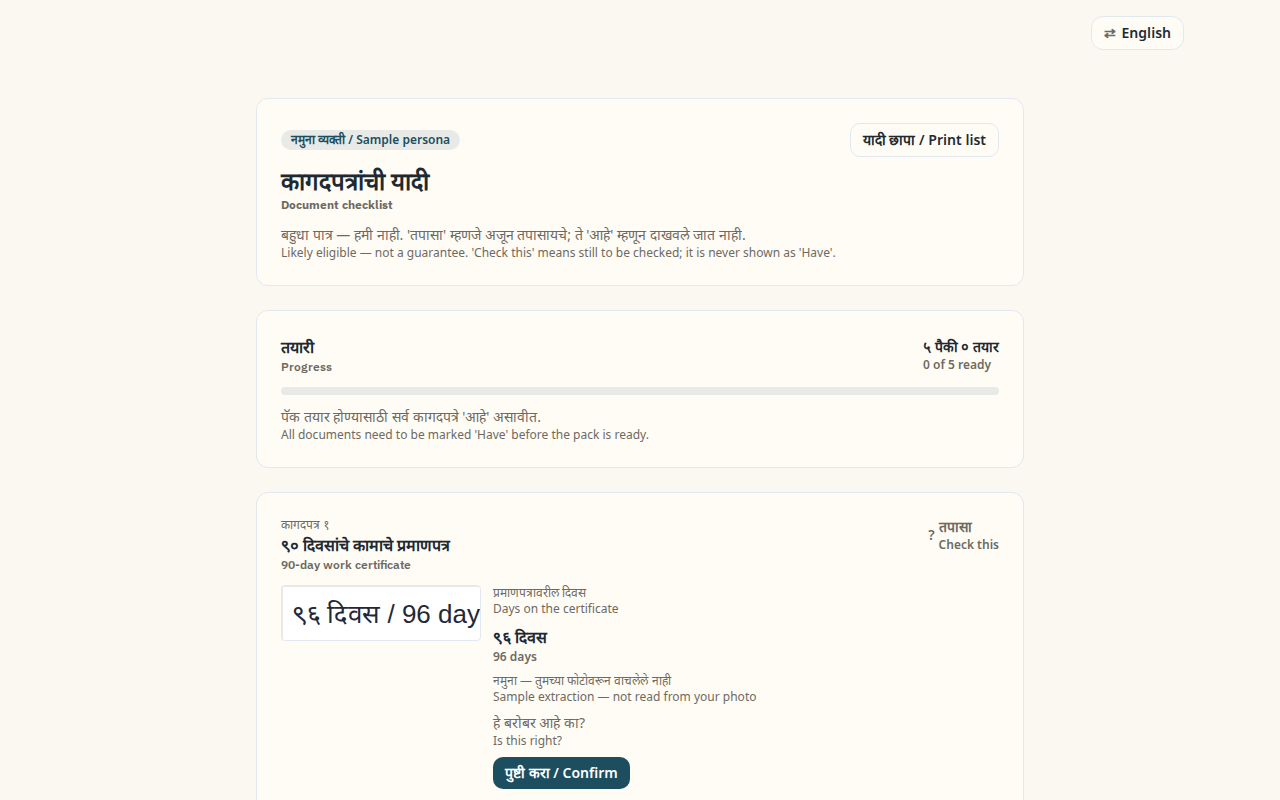 ⇄ English
नमुना व्यक्ती / Sample persona
यादी छापा / Print list
कागदपत्रांची यादी
Document checklist
बहुधा पात्र — हमी नाही. 'तपासा' म्हणजे अजून तपासायचे; ते 'आहे' म्हणून दाखवले जात नाही.
Likely eligible — not a guarantee. 'Check this' means still to be checked; it is never shown as 'Have'.
तयारी
Progress
५ पैकी ० तयार
0 of 5 ready
पॅक तयार होण्यासाठी सर्व कागदपत्रे 'आहे' असावीत.
All documents need to be marked 'Have' before the pack is ready.
कागदपत्र १
९० दिवसांचे कामाचे प्रमाणपत्र
90-day work certificate
? तपासा
Check this
९६ दिवस / 96 day
प्रमाणपत्रावरील दिवस
Days on the certificate
९६ दिवस
96 days
नमुना — तुमच्या फोटोवरून वाचलेले नाही
Sample extraction — not read from your photo
हे बरोबर आहे का?
Is this right?
पुष्टी करा / Confirm